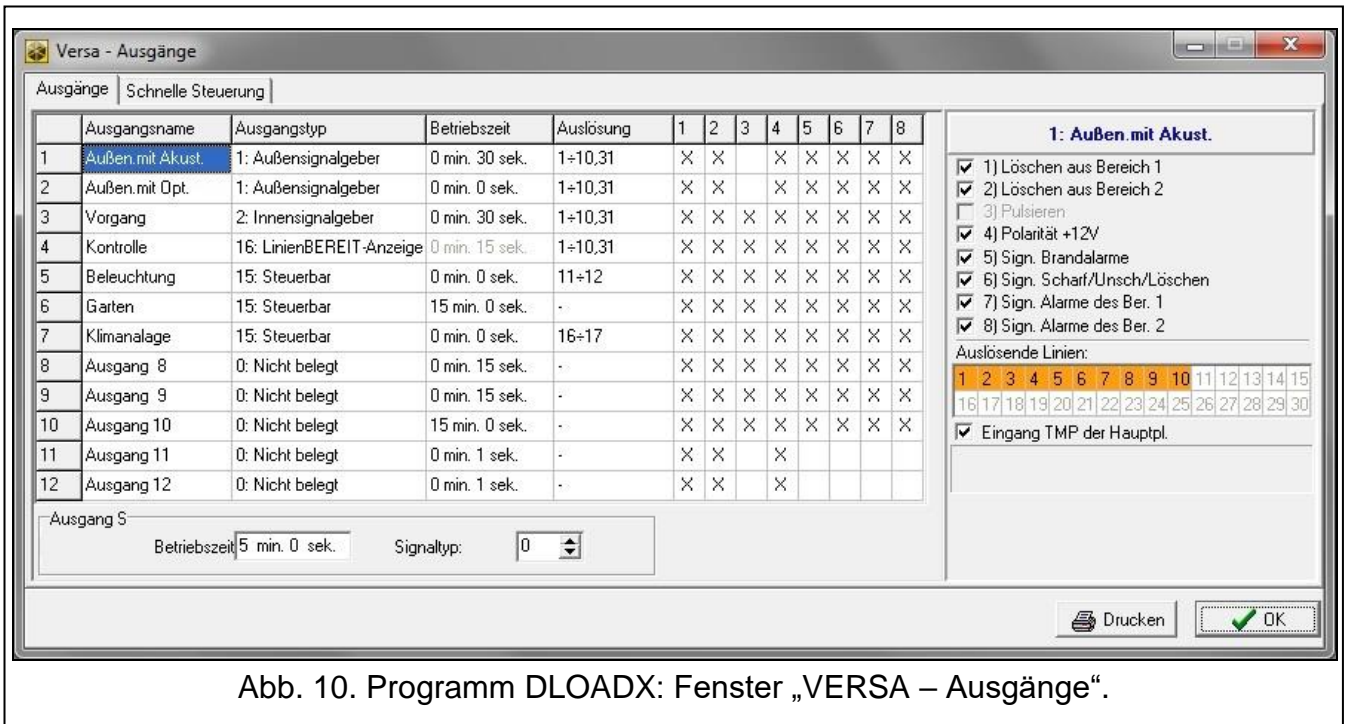 Versa - Ausgänge
Ausgänge Schnelle Steuerung
Ausgangsname Ausgangstyp Betriebszeit Auslösung 1 2 3 4 5 6 7 8
1 Außen.mit Akust. 1: Außensignalgeber 0 min. 30 sek. 1÷10,31 X X X X X X X
2 Außen.mit Opt. 1: Außensignalgeber 0 min. 0 sek. 1÷10,31 X X X X X X X
3 Vorgang 2: Innensignalgeber 0 min. 30 sek. 1÷10,31 X X X X X X X X
4 Kontrolle 16: LinienBEREIT-Anzeige 0 min. 15 sek. 1÷10,31 X X X X X X X X
5 Beleuchtung 15: Steuerbar 0 min. 0 sek. 11÷12 X X X X X X X X
6 Garten 15: Steuerbar 15 min. 0 sek. - X X X X X X X X
7 Klimanalage 15: Steuerbar 0 min. 0 sek. 16÷17 X X X X X X X X
8 Ausgang 8 0: Nicht belegt 0 min. 15 sek. - X X X X X X X X
9 Ausgang 9 0: Nicht belegt 0 min. 15 sek. - X X X X X X X X
10 Ausgang 10 0: Nicht belegt 15 min. 0 sek. - X X X X X X X X
11 Ausgang 11 0: Nicht belegt 0 min. 1 sek. - X X X
12 Ausgang 12 0: Nicht belegt 0 min. 1 sek. - X X X
Ausgang S
Betriebszeit 5 min. 0 sek. Signaltyp: 0
1: Außen.mit Akust.
1) Löschen aus Bereich 1
2) Löschen aus Bereich 2
3) Pulsieren
4) Polarität +12V
5) Sign. Brandalarme
6) Sign. Scharf/Unsch/Löschen
7) Sign. Alarme des Ber. 1
8) Sign. Alarme des Ber. 2
Auslösende Linien:
1 2 3 4 5 6 7 8 9 10 11 12 13 14 15
16 17 18 19 20 21 22 23 24 25 26 27 28 29 30
Eingang TMP der Hauptpl.
Drucken OK
Abb. 10. Programm DLOADX: Fenster „VERSA – Ausgänge“.